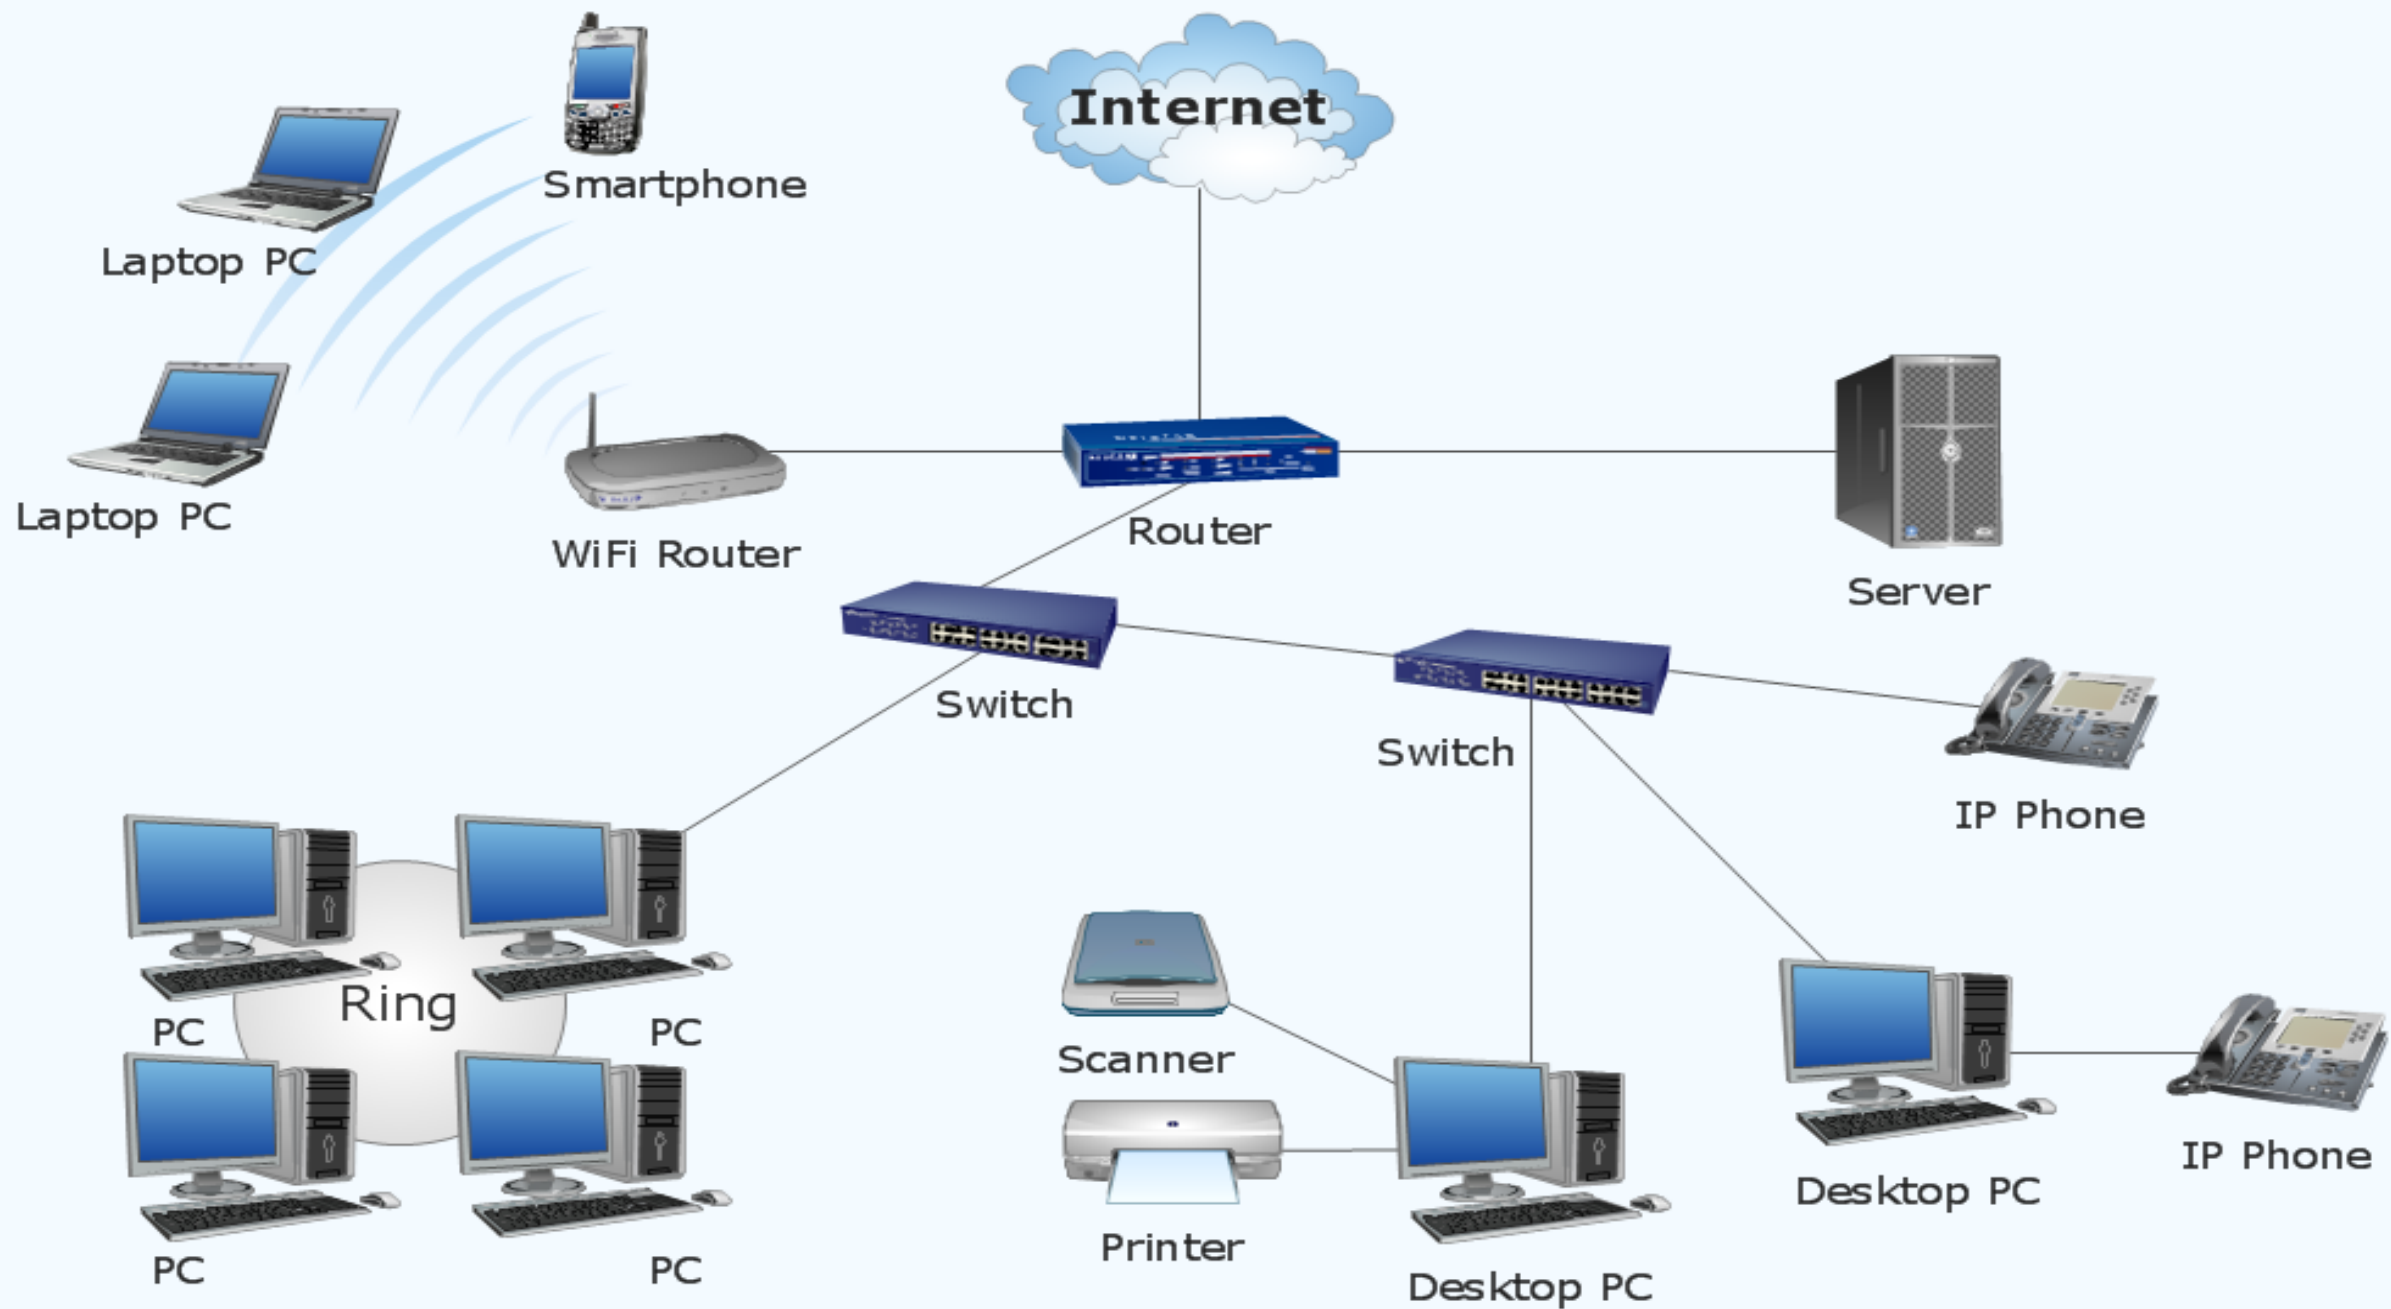 Internet
Smartphone
Laptop PC
Laptop PC
WiFi Router
Router
Server
Switch
Switch
IP Phone
Ring
PC
PC
Scanner
Desktop PC
IP Phone
Printer
PC
PC
Desktop PC